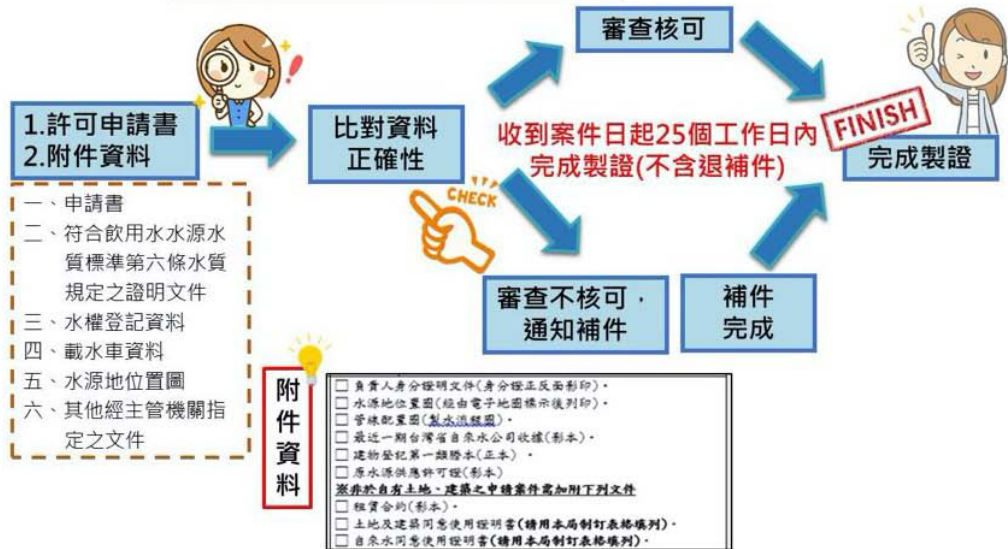 1.許可申請書
2.附件資料
一、申請書
二、符合飲用水水源水
質標準第六條水質
規定之證明文件
三、水權登記資料
四、載水車資料
五、水源地位置圖
六、其他經主管機關指
定之文件
比對資料
正確性
CHECK
審查核可
收到案件日起25個工作日內
完成製證(不含退補件)
審查不核可，
通知補件
補件
完成
FINISH
完成製證
附件資料
□ 負責人身分證明文件(身分證正反面影印)。
□ 水源地位置圖(經由電子地圖標示後列印)。
□ 管線配置圖(製水流程圖)。
□ 最近一期台灣省自來水公司收據(影本)。
□ 建物登記第一類謄本(正本)。
□ 原水源供應許可證(影本)
※非於自有土地、建築之申請案件需加附下列文件
□ 租賃合約(影本)。
□ 土地及建築同意使用證明書(請用本局制訂表格填列)。
□ 自來水同意使用證明書(請用本局制訂表格填列)。